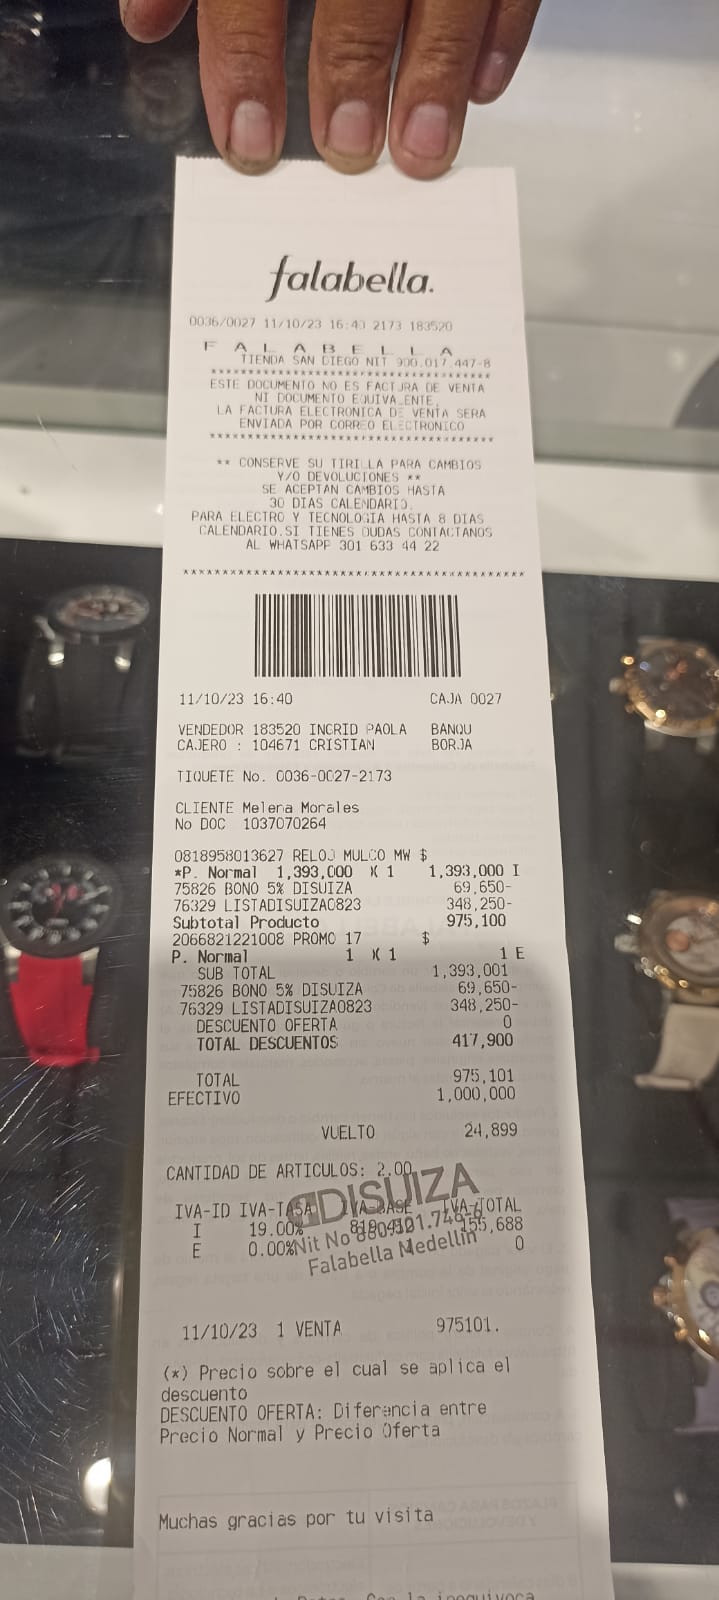 falabella.
0036/0027 11/10/23 16:40 2173 183520
F A L A B E L L A
TIENDA SAN DIEGO NIT 900.017.447-8
**************************************
ESTE DOCUMENTO NO ES FACTURA DE VENTA
NI DOCUMENTO EQUIVALENTE.
LA FACTURA ELECTRONICA DE VENTA SERA
ENVIADA POR CORREO ELECTRONICO
**************************************
** CONSERVE SU TIRILLA PARA CAMBIOS
Y/O DEVOLUCIONES **
SE ACEPTAN CAMBIOS HASTA
30 DIAS CALENDARIO.
PARA ELECTRO Y TECNOLOGIA HASTA 8 DIAS
CALENDARIO.SI TIENES DUDAS CONTACTANOS
AL WHATSAPP 301 633 44 22
****************************************
11/10/23 16:40 CAJA 0027
VENDEDOR 183520 INGRID PAOLA BANQU
CAJERO : 104671 CRISTIAN BORJA
TIQUETE No. 0036-0027-2173
CLIENTE Melena Morales
No DOC 1037070264
0818958013627 RELOJ MULCO MW $
*P. Normal 1,393,000 X 1 1,393,000 I
75826 BONO 5% DISUIZA 69,650-
76329 LISTADISUIZA0823 348,250-
Subtotal Producto 975,100
2066821221008 PROMO 17 $
P. Normal 1 X 1 1 E
SUB TOTAL 1,393,001
75826 BONO 5% DISUIZA 69,650-
76329 LISTADISUIZA0823 348,250-
DESCUENTO OFERTA 0
TOTAL DESCUENTOS 417,900
TOTAL 975,101
EFECTIVO 1,000,000
VUELTO 24,899
CANTIDAD DE ARTICULOS: 2.00
DISUIZA
IVA-ID IVA-TASA IVA-BASE IVA-TOTAL
I 19.00% 155,688
E 0.00% 0
Nit No
Falabella Medellin
11/10/23 1 VENTA 975101.
(*) Precio sobre el cual se aplica el
descuento
DESCUENTO OFERTA: Diferencia entre
Precio Normal y Precio Oferta
Muchas gracias por tu visita